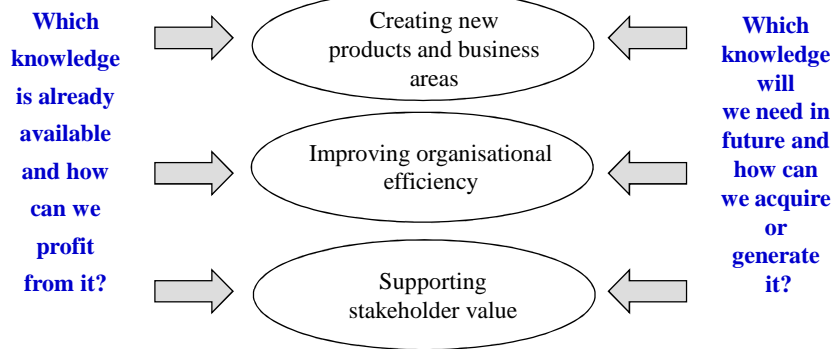 Which
knowledge
is already
available
and how
can we
profit
from it?
Creating new
products and business
areas
Improving organisational
efficiency
Supporting
stakeholder value
Which
knowledge
will
we need in
future and
how can
we acquire
or
generate
it?